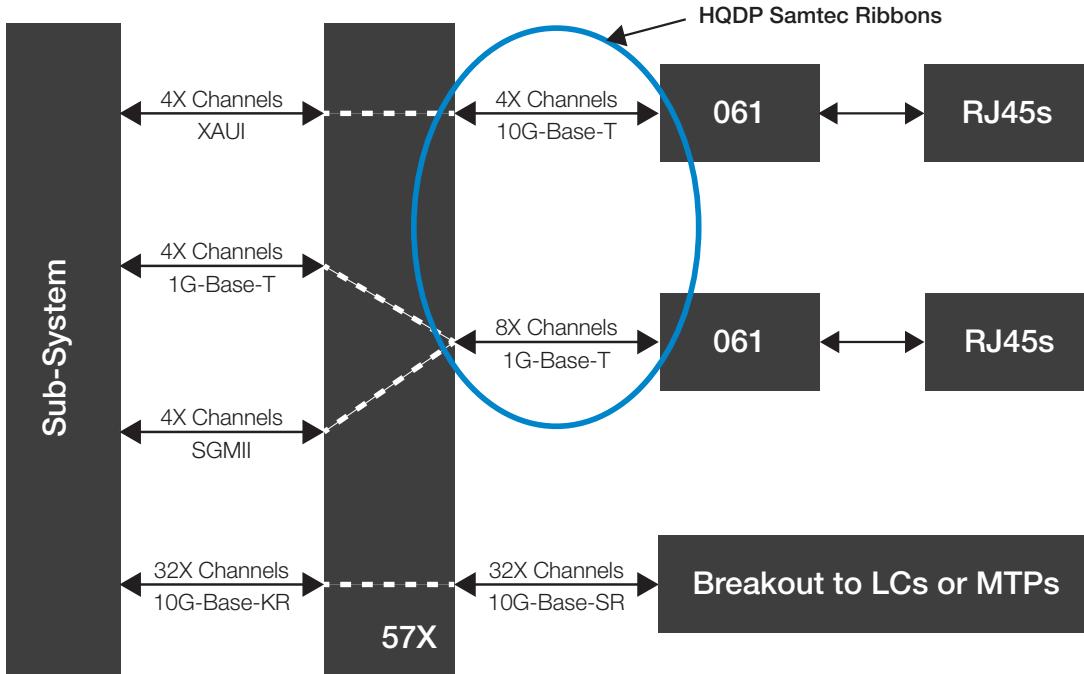 HQDP Samtec Ribbons
Sub-System
4X Channels
XAUI
4X Channels
10G-Base-T
061
RJ45s
4X Channels
1G-Base-T
8X Channels
1G-Base-T
061
RJ45s
4X Channels
SGMII
32X Channels
10G-Base-KR
32X Channels
10G-Base-SR
Breakout to LCs or MTPs
57X